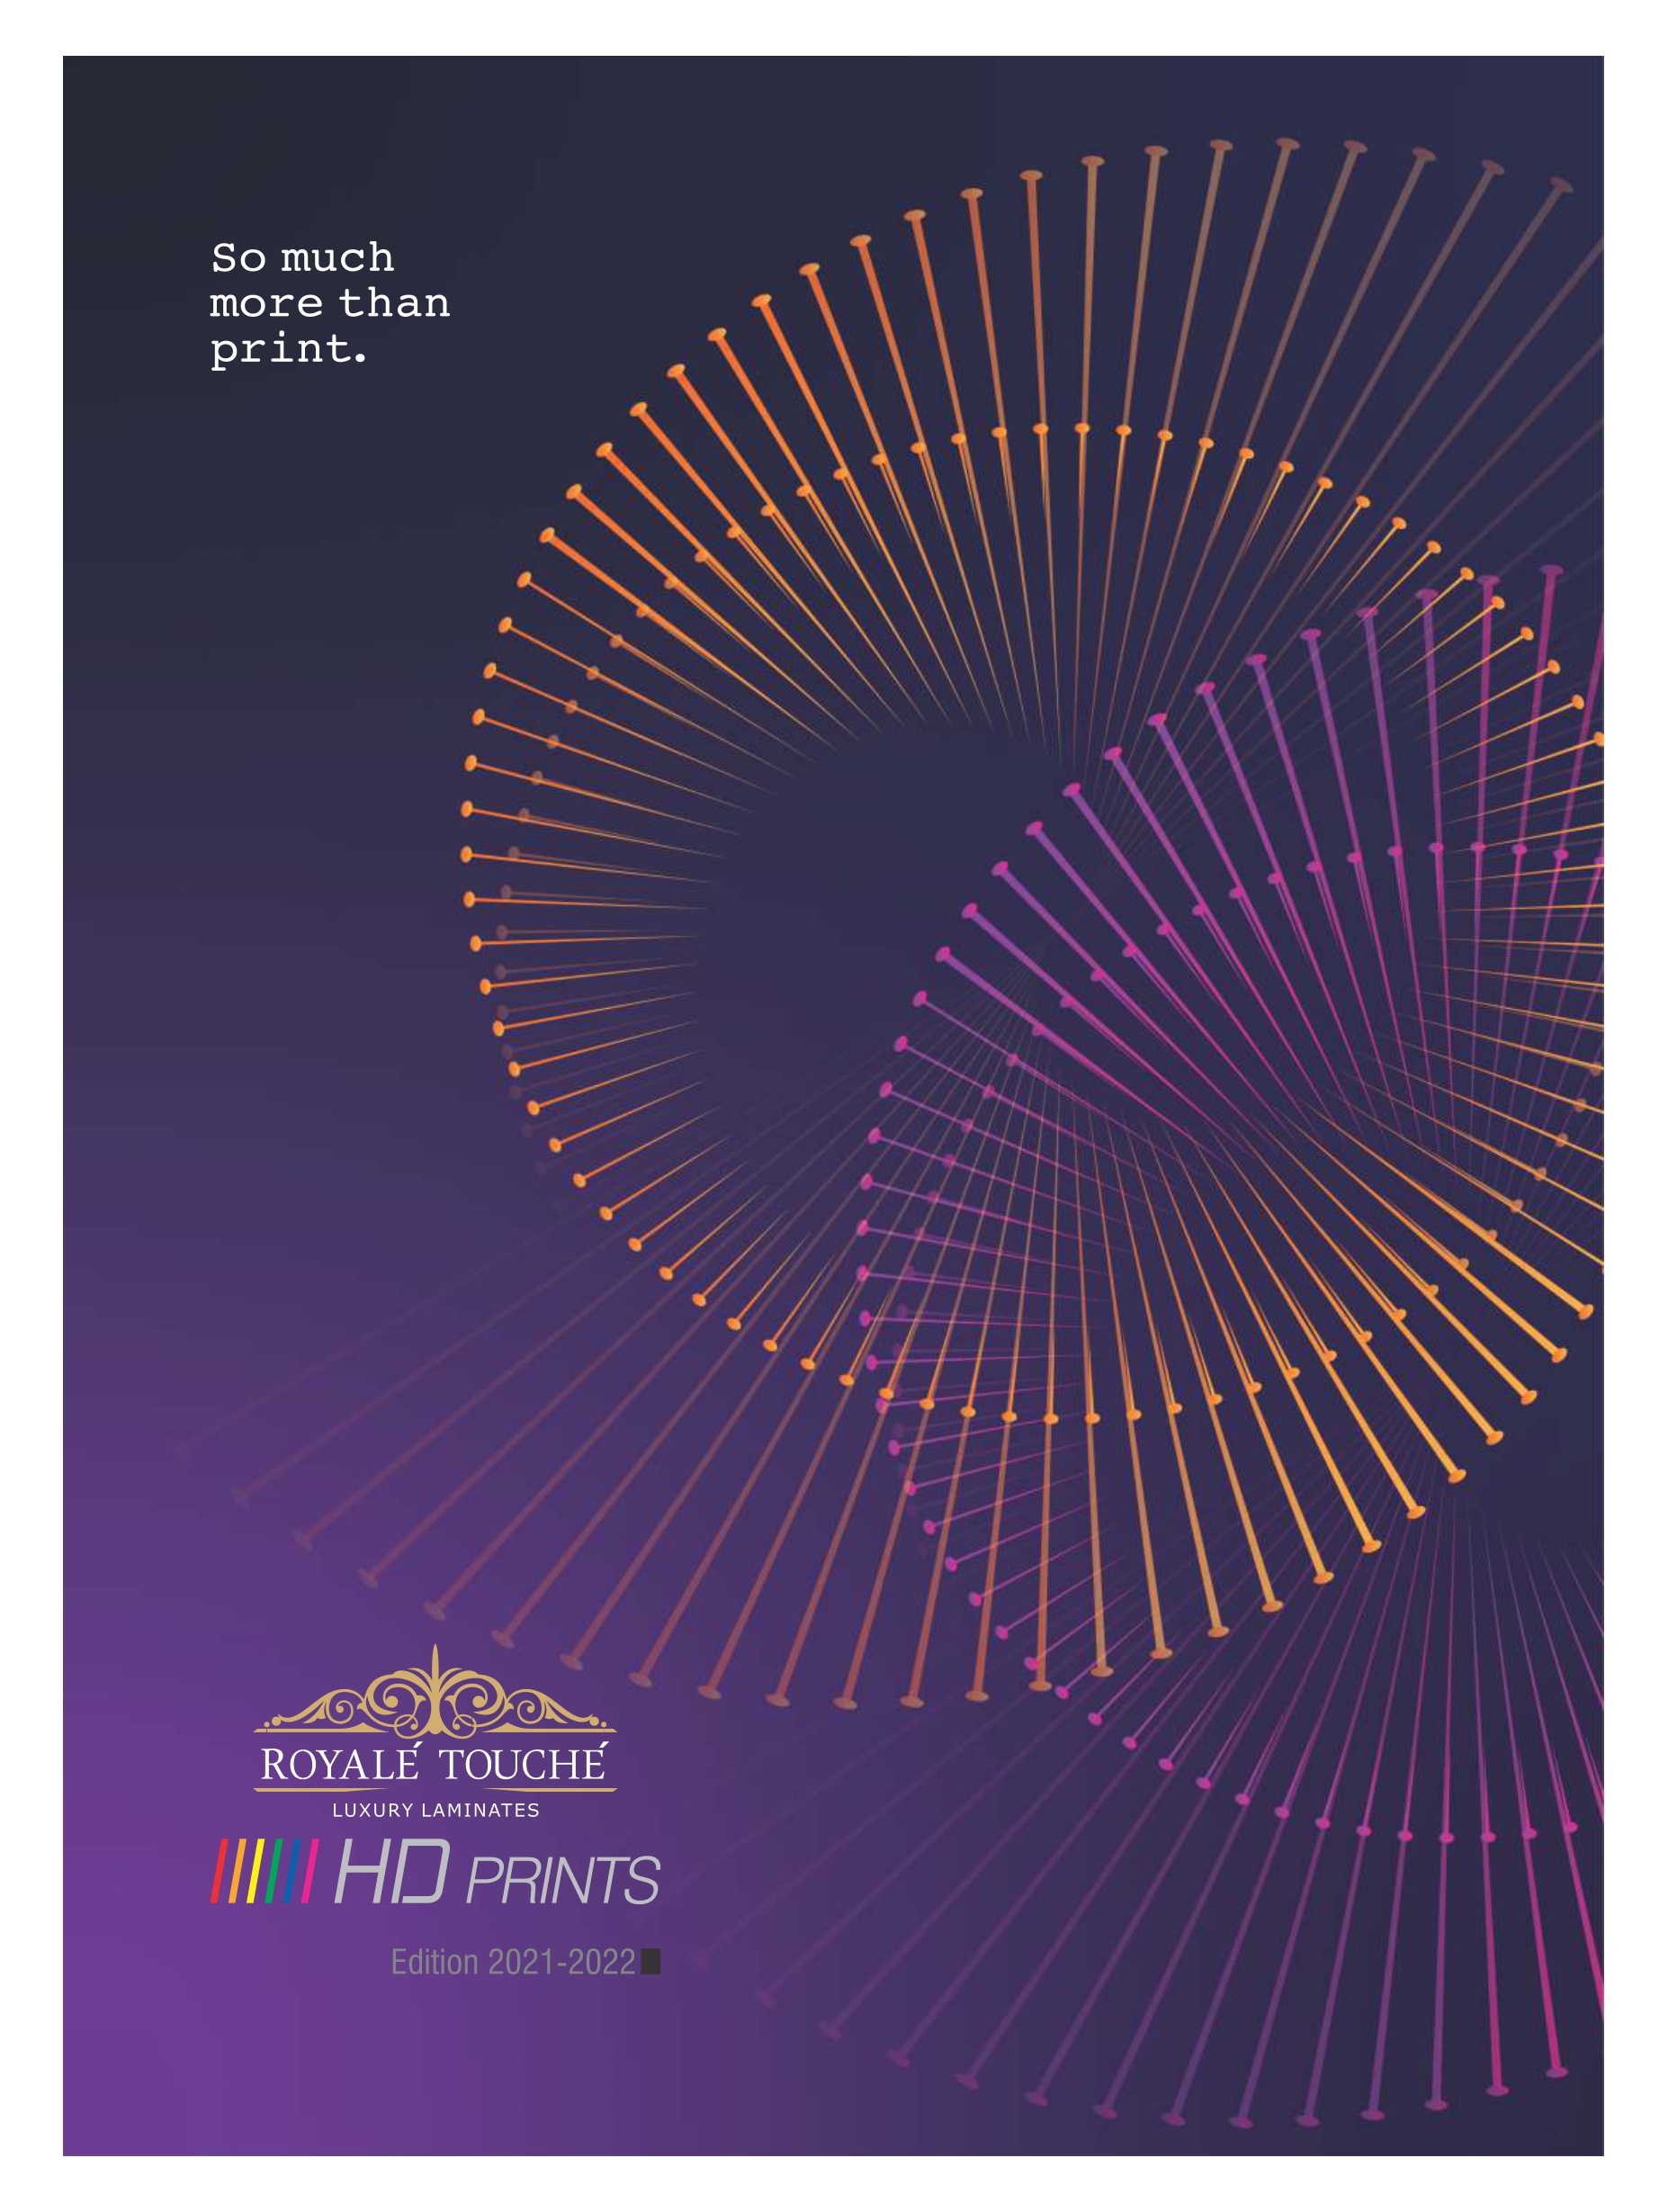 So much
more than
print.
ROYALÉ TOUCHÉ
LUXURY LAMINATES
HD PRINTS
Edition 2021-2022